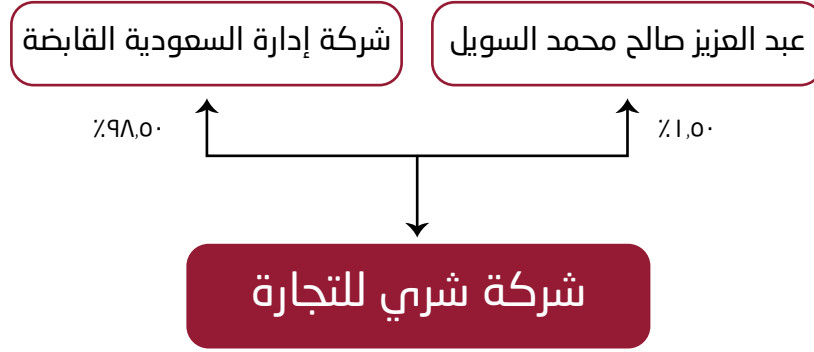 عبد العزيز صالح محمد السويل
شركة إدارة السعودية القابضة
٪١,٥٠
٪٩٨,٥٠
شركة شري للتجارة